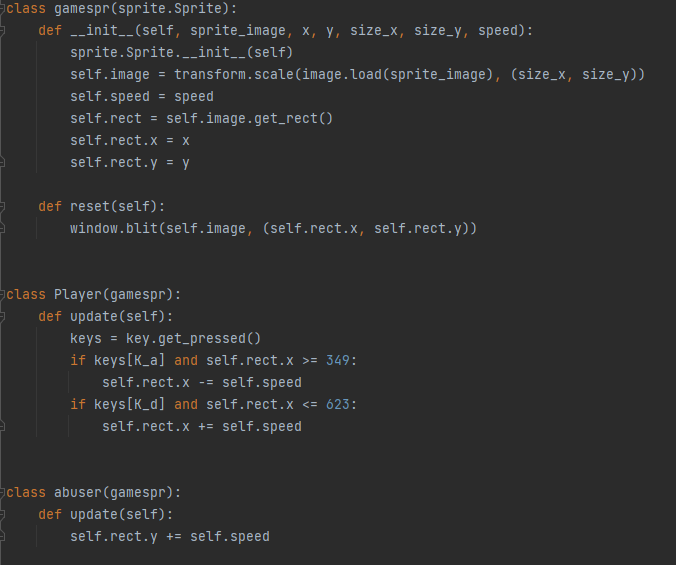 class gamespr(sprite.Sprite):
    def __init__(self, sprite_image, x, y, size_x, size_y, speed):
        sprite.Sprite.__init__(self)
        self.image = transform.scale(image.load(sprite_image), (size_x, size_y))
        self.speed = speed
        self.rect = self.image.get_rect()
        self.rect.x = x
        self.rect.y = y

    def reset(self):
        window.blit(self.image, (self.rect.x, self.rect.y))


class Player(gamespr):
    def update(self):
        keys = key.get_pressed()
        if keys[K_a] and self.rect.x >= 349:
            self.rect.x -= self.speed
        if keys[K_d] and self.rect.x <= 623:
            self.rect.x += self.speed


class abuser(gamespr):
    def update(self):
        self.rect.y += self.speed